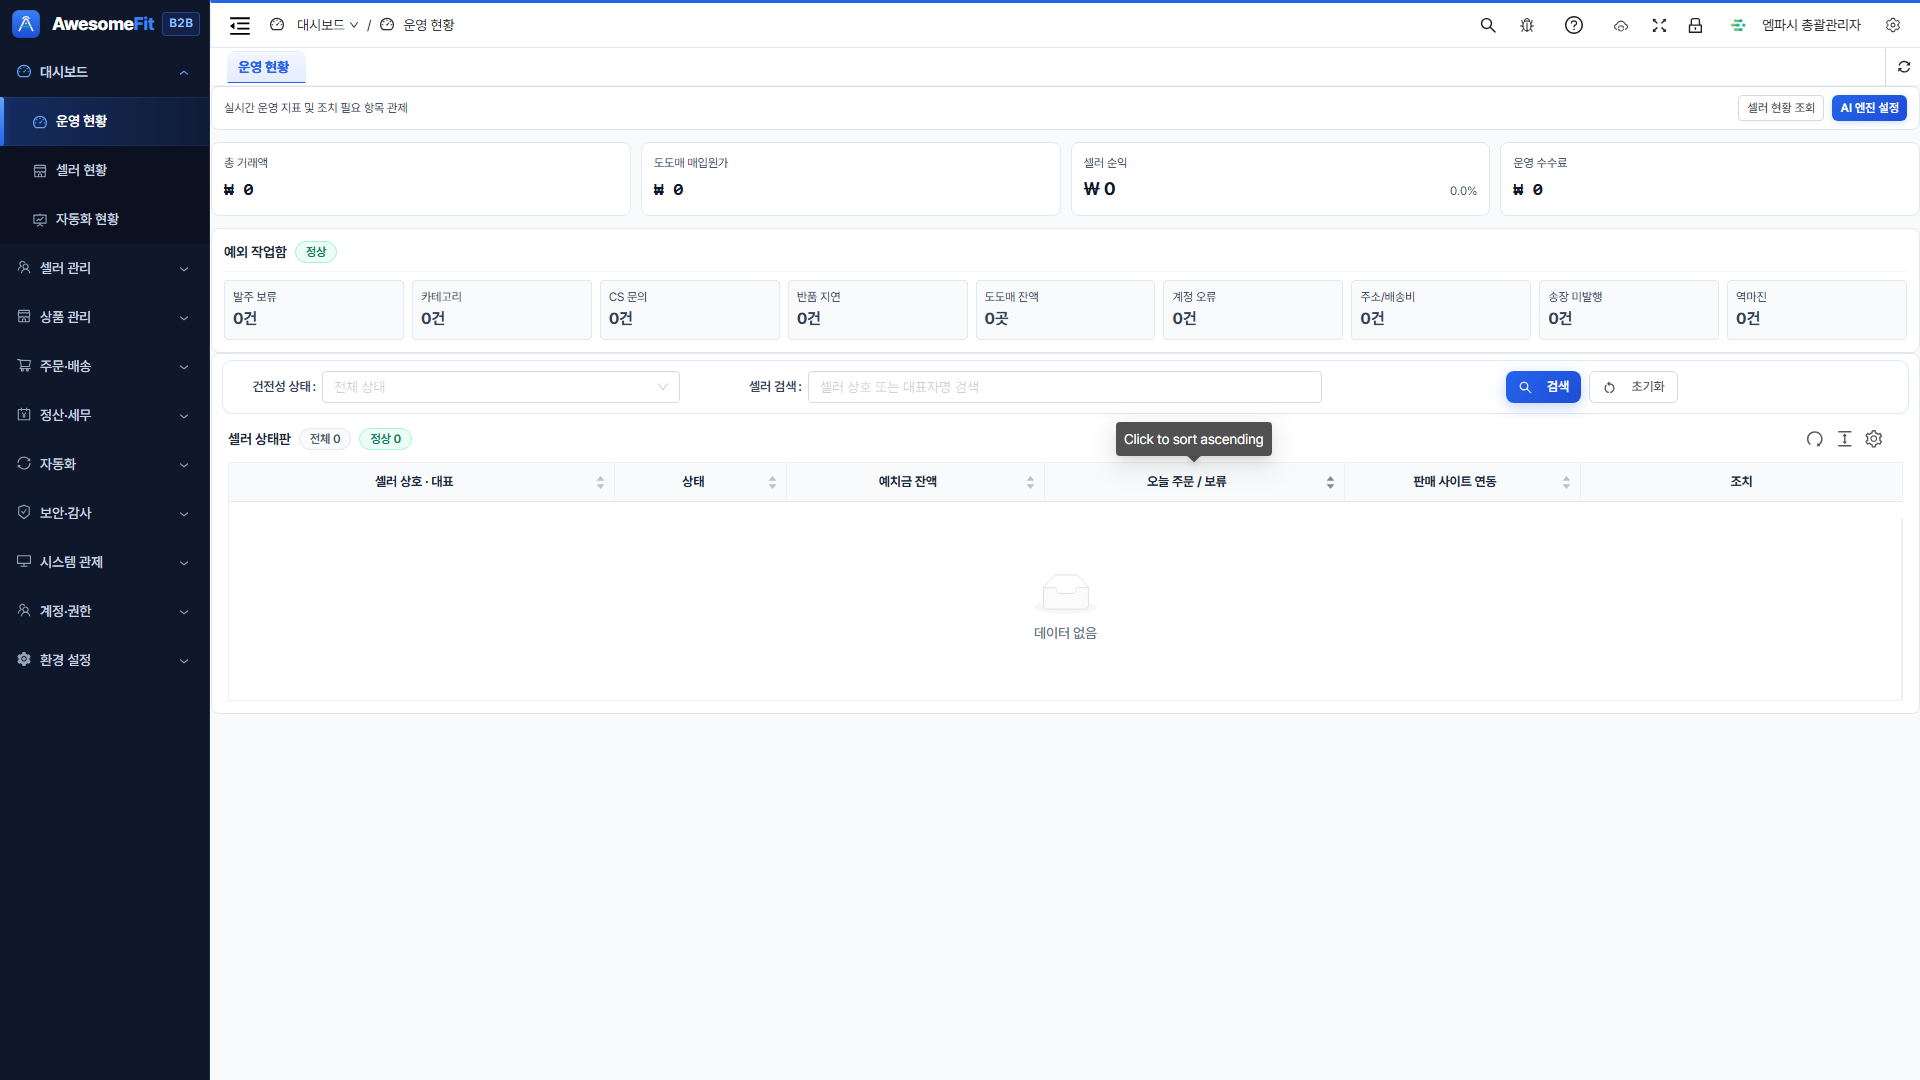 AwesomeFit B2B
대시보드
운영 현황
셀러 현황
자동화 현황
셀러 관리
상품 관리
주문·배송
정산·세무
자동화
보안·감사
시스템 관제
계정·권한
환경 설정
대시보드 / 운영 현황
엠파시 총괄관리자
운영 현황
실시간 운영 지표 및 조치 필요 항목 관제
셀러 현황 조회
AI 엔진 설정
총 거래액
₩ 0
도도매 매입원가
₩ 0
셀러 순익
₩ 0
0.0%
운영 수수료
₩ 0
예외 작업함 정상
발주 보류
0건
카테고리
0건
CS 문의
0건
반품 지연
0건
도도매 잔액
0곳
계정 오류
0건
주소/배송비
0건
송장 미발행
0건
역마진
0건
건전성 상태 : 전체 상태
셀러 검색 : 셀러 상호 또는 대표자명 검색
검색
초기화
셀러 상태판 전체 0 정상 0
Click to sort ascending
셀러 상호 · 대표 상태 예치금 잔액 오늘 주문 / 보류 판매 사이트 연동 조치
데이터 없음